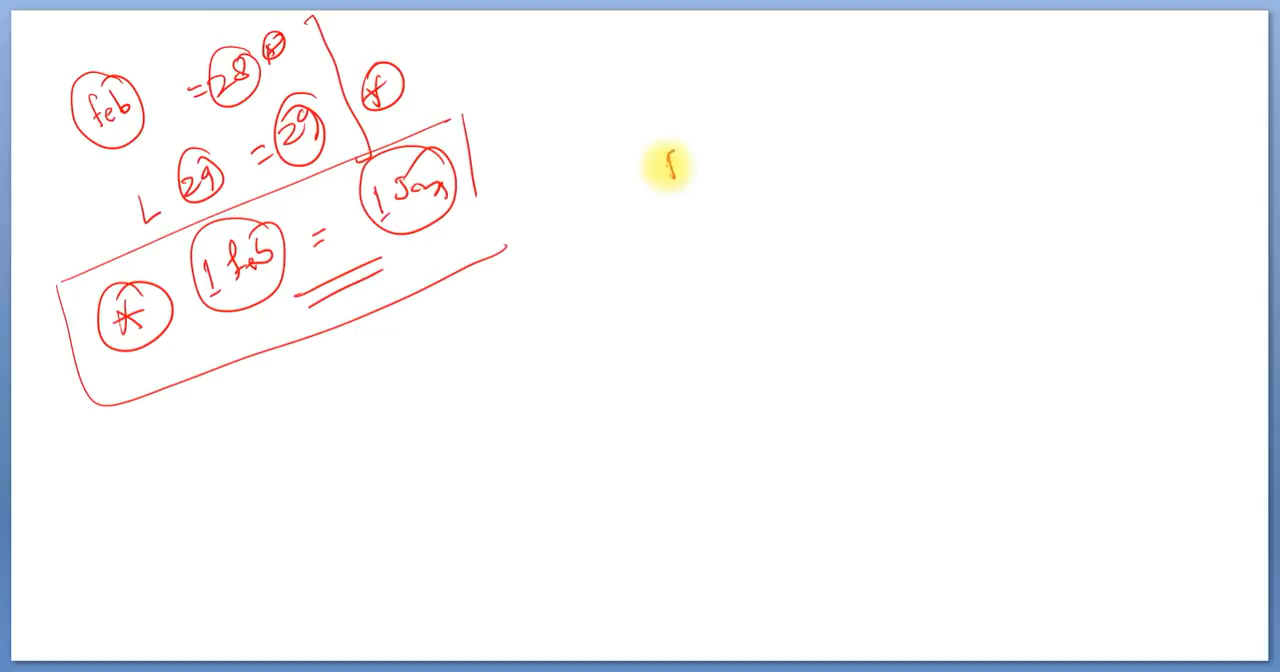 feb = 28
L 29 = 29
* 1 feb = 1 Jan